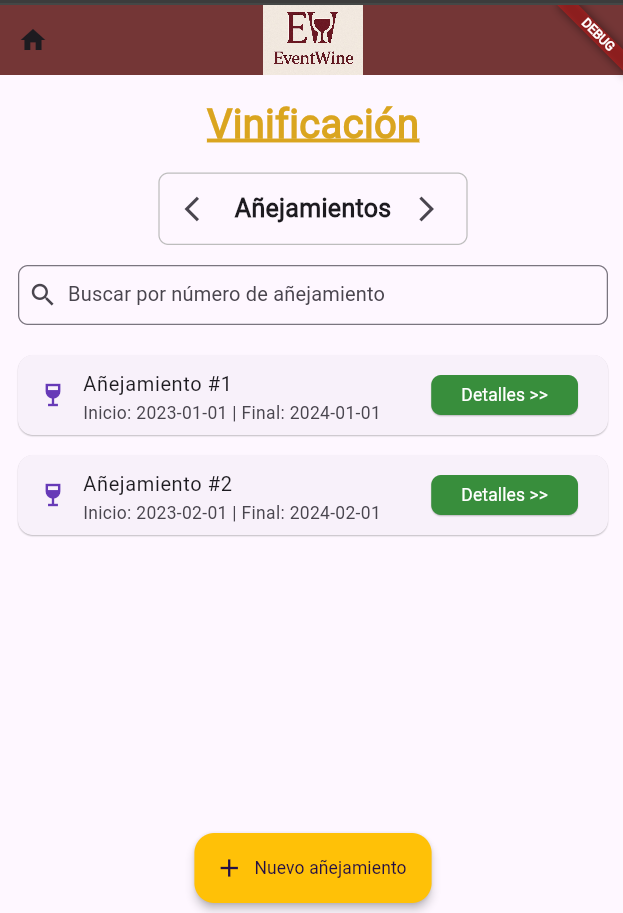 EW
EventWine
DEBUG
Vinificación
Añejamientos
Buscar por número de añejamiento
Añejamiento #1
Inicio: 2023-01-01 | Final: 2024-01-01
Detalles >>
Añejamiento #2
Inicio: 2023-02-01 | Final: 2024-02-01
Detalles >>
Nuevo añejamiento